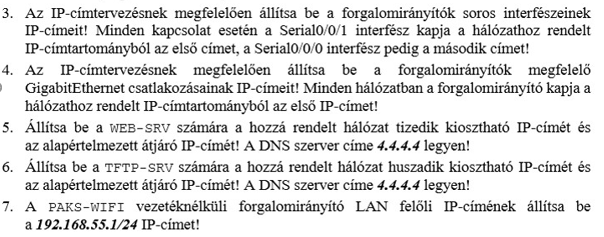 3. Az IP-címtervezésnek megfelelően állítsa be a forgalomirányítók soros interfészeinek
IP-címeit! Minden kapcsolat esetén a Serial0/0/1 interfész kapja a hálózathoz rendelt
IP-címtartományból az első címet, a Serial0/0/0 interfész pedig a második címet!
4. Az IP-címtervezésnek megfelelően állítsa be a forgalomirányítók megfelelő
GigabitEthernet csatlakozásainak IP-címeit! Minden hálózatban a forgalomirányító kapja a
hálózathoz rendelt IP-címtartományból az első IP-címet!
5. Állítsa be a WEB-SRV számára a hozzá rendelt hálózat tizedik kiosztható IP-címét és
az alapértelmezett átjáró IP-címét! A DNS szerver címe 4.4.4.4 legyen!
6. Állítsa be a TFTP-SRV számára a hozzá rendelt hálózat huszadik kiosztható IP-címét és
az alapértelmezett átjáró IP-címét! A DNS szerver címe 4.4.4.4 legyen!
7. A PAKS-WIFI vezetéknélküli forgalomirányító LAN felőli IP-címének állítsa be
a 192.168.55.1/24 IP-címet!